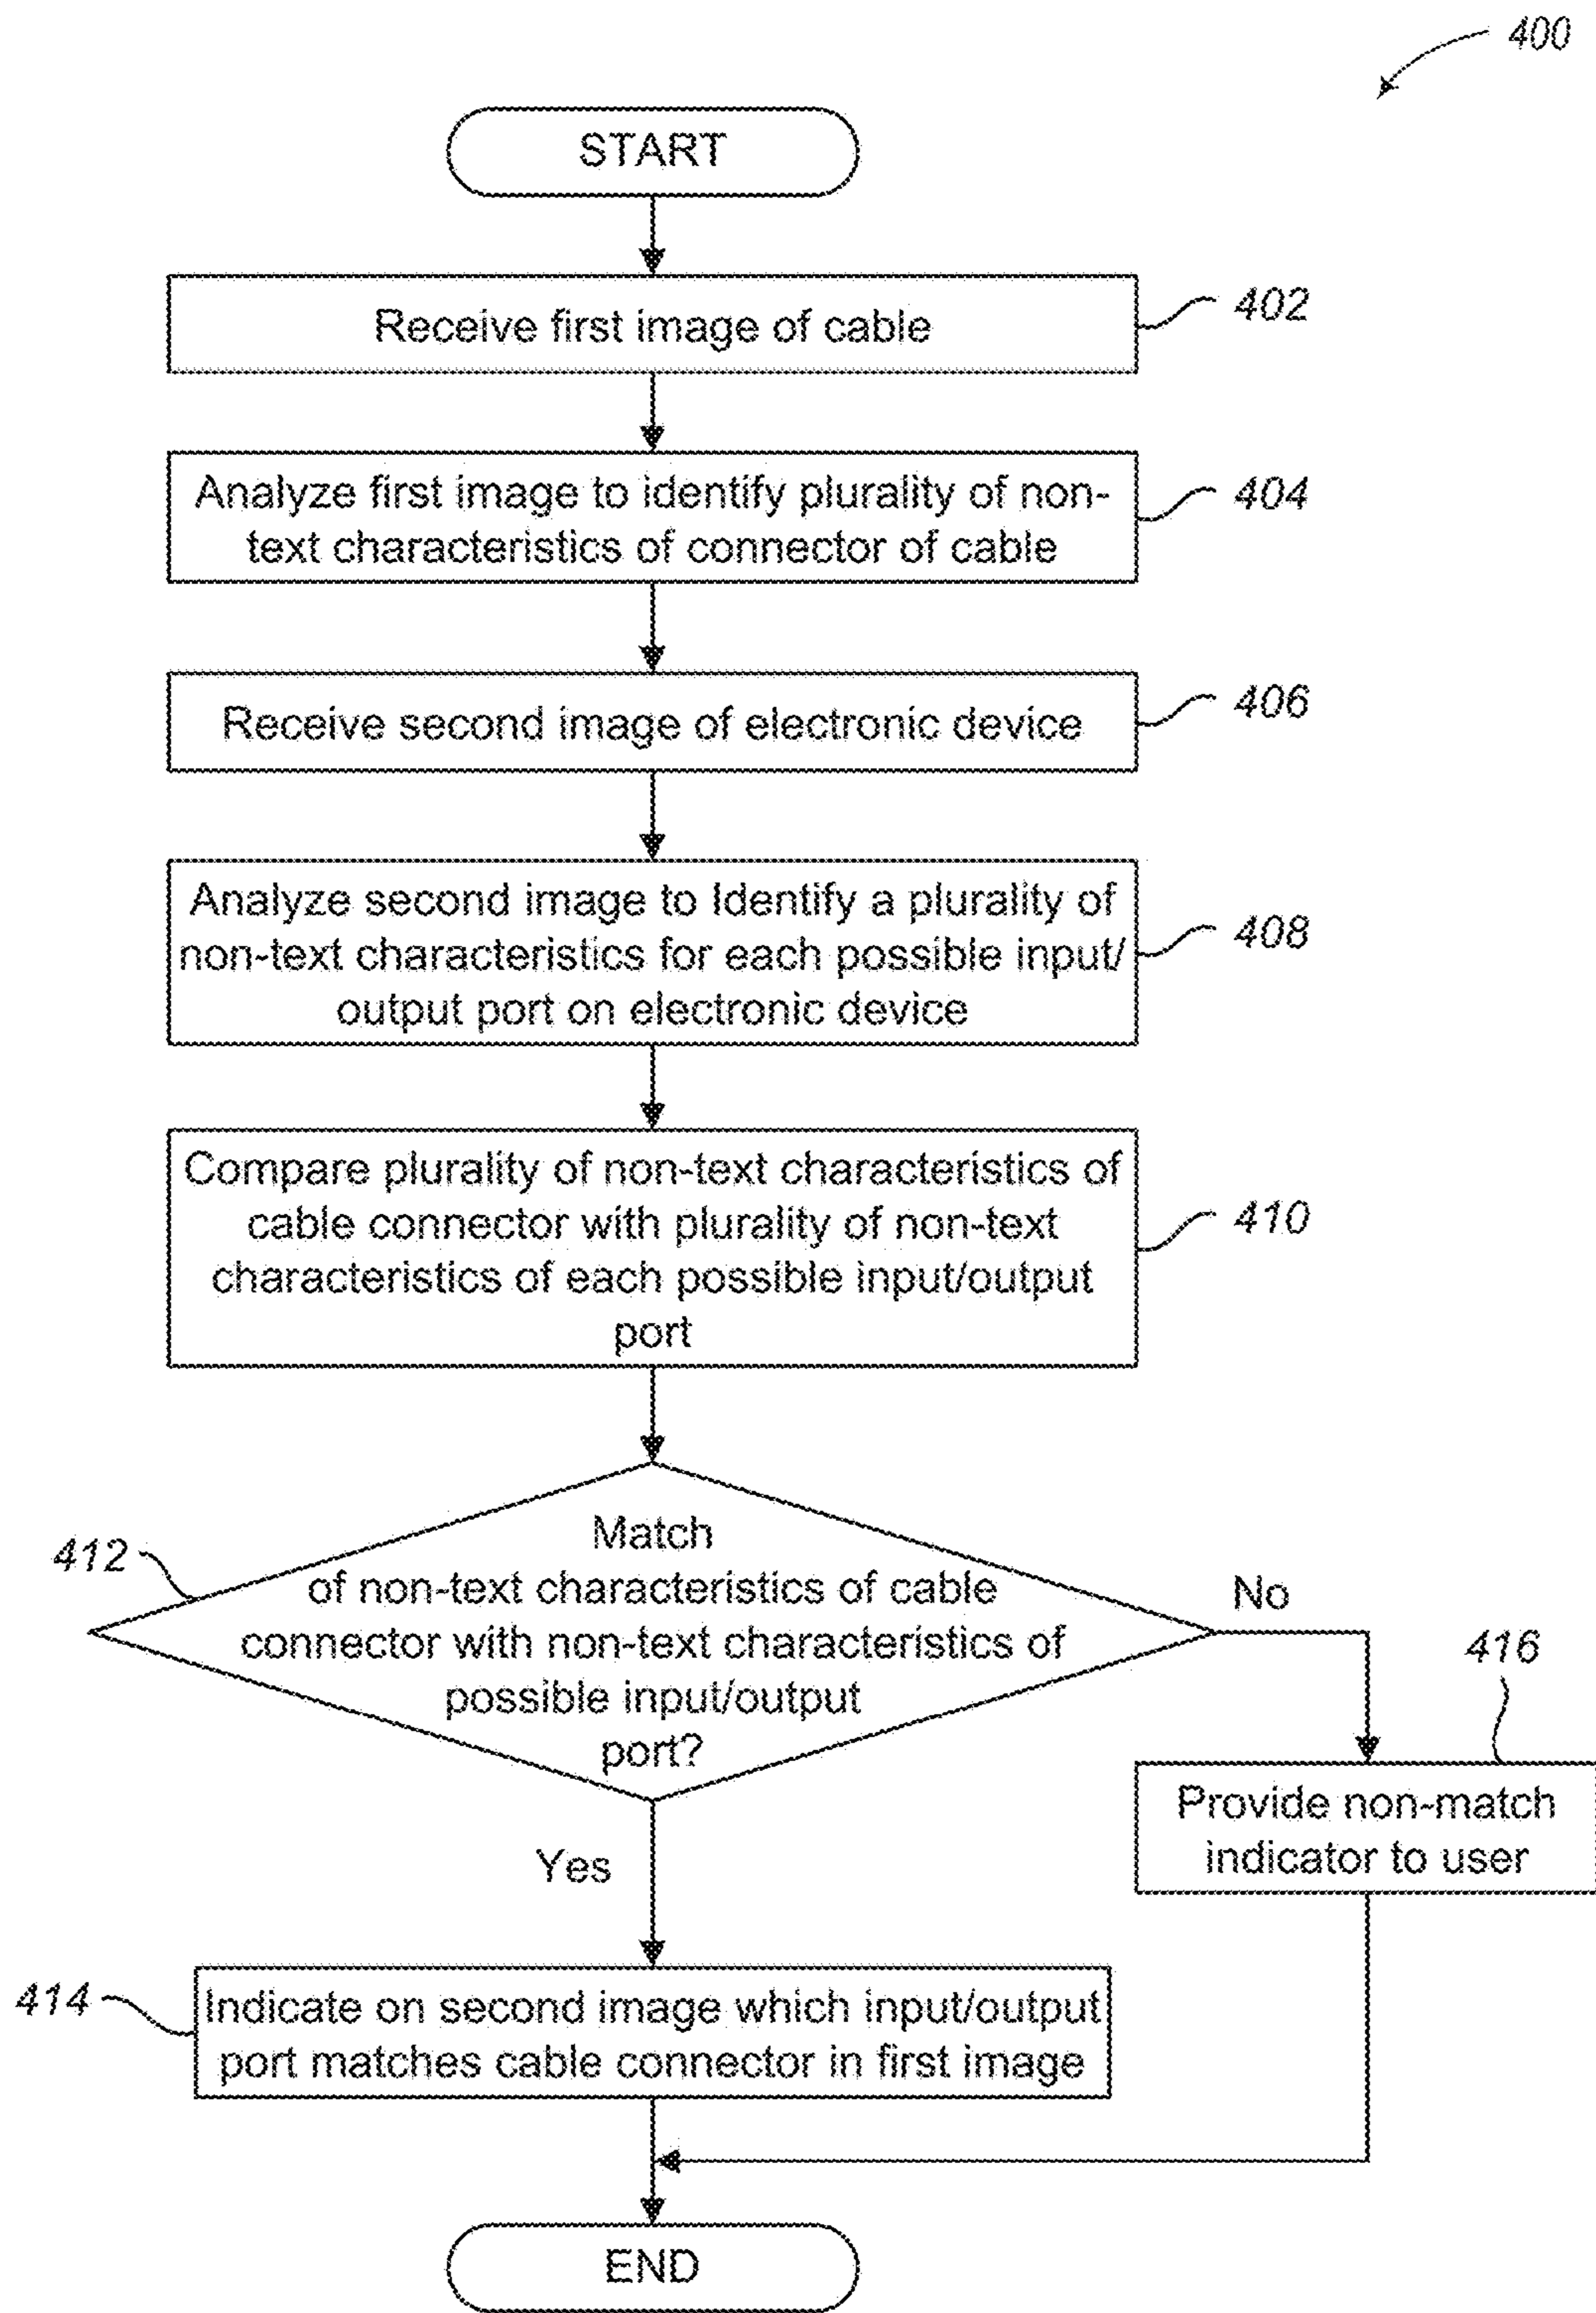 400
START
Receive first image of cable
402
Analyze first image to identify plurality of non-
text characteristics of connector of cable
404
Receive second image of electronic device
406
Analyze second image to Identify a plurality of
non-text characteristics for each possible input/
output port on electronic device
408
Compare plurality of non-text characteristics of
cable connector with plurality of non-text
characteristics of each possible input/output
port
410
412
Match
of non-text characteristics of cable
connector with non-text characteristics of
possible input/output
port?
No
416
Provide non-match
indicator to user
Yes
414
Indicate on second image which input/output
port matches cable connector in first image
END